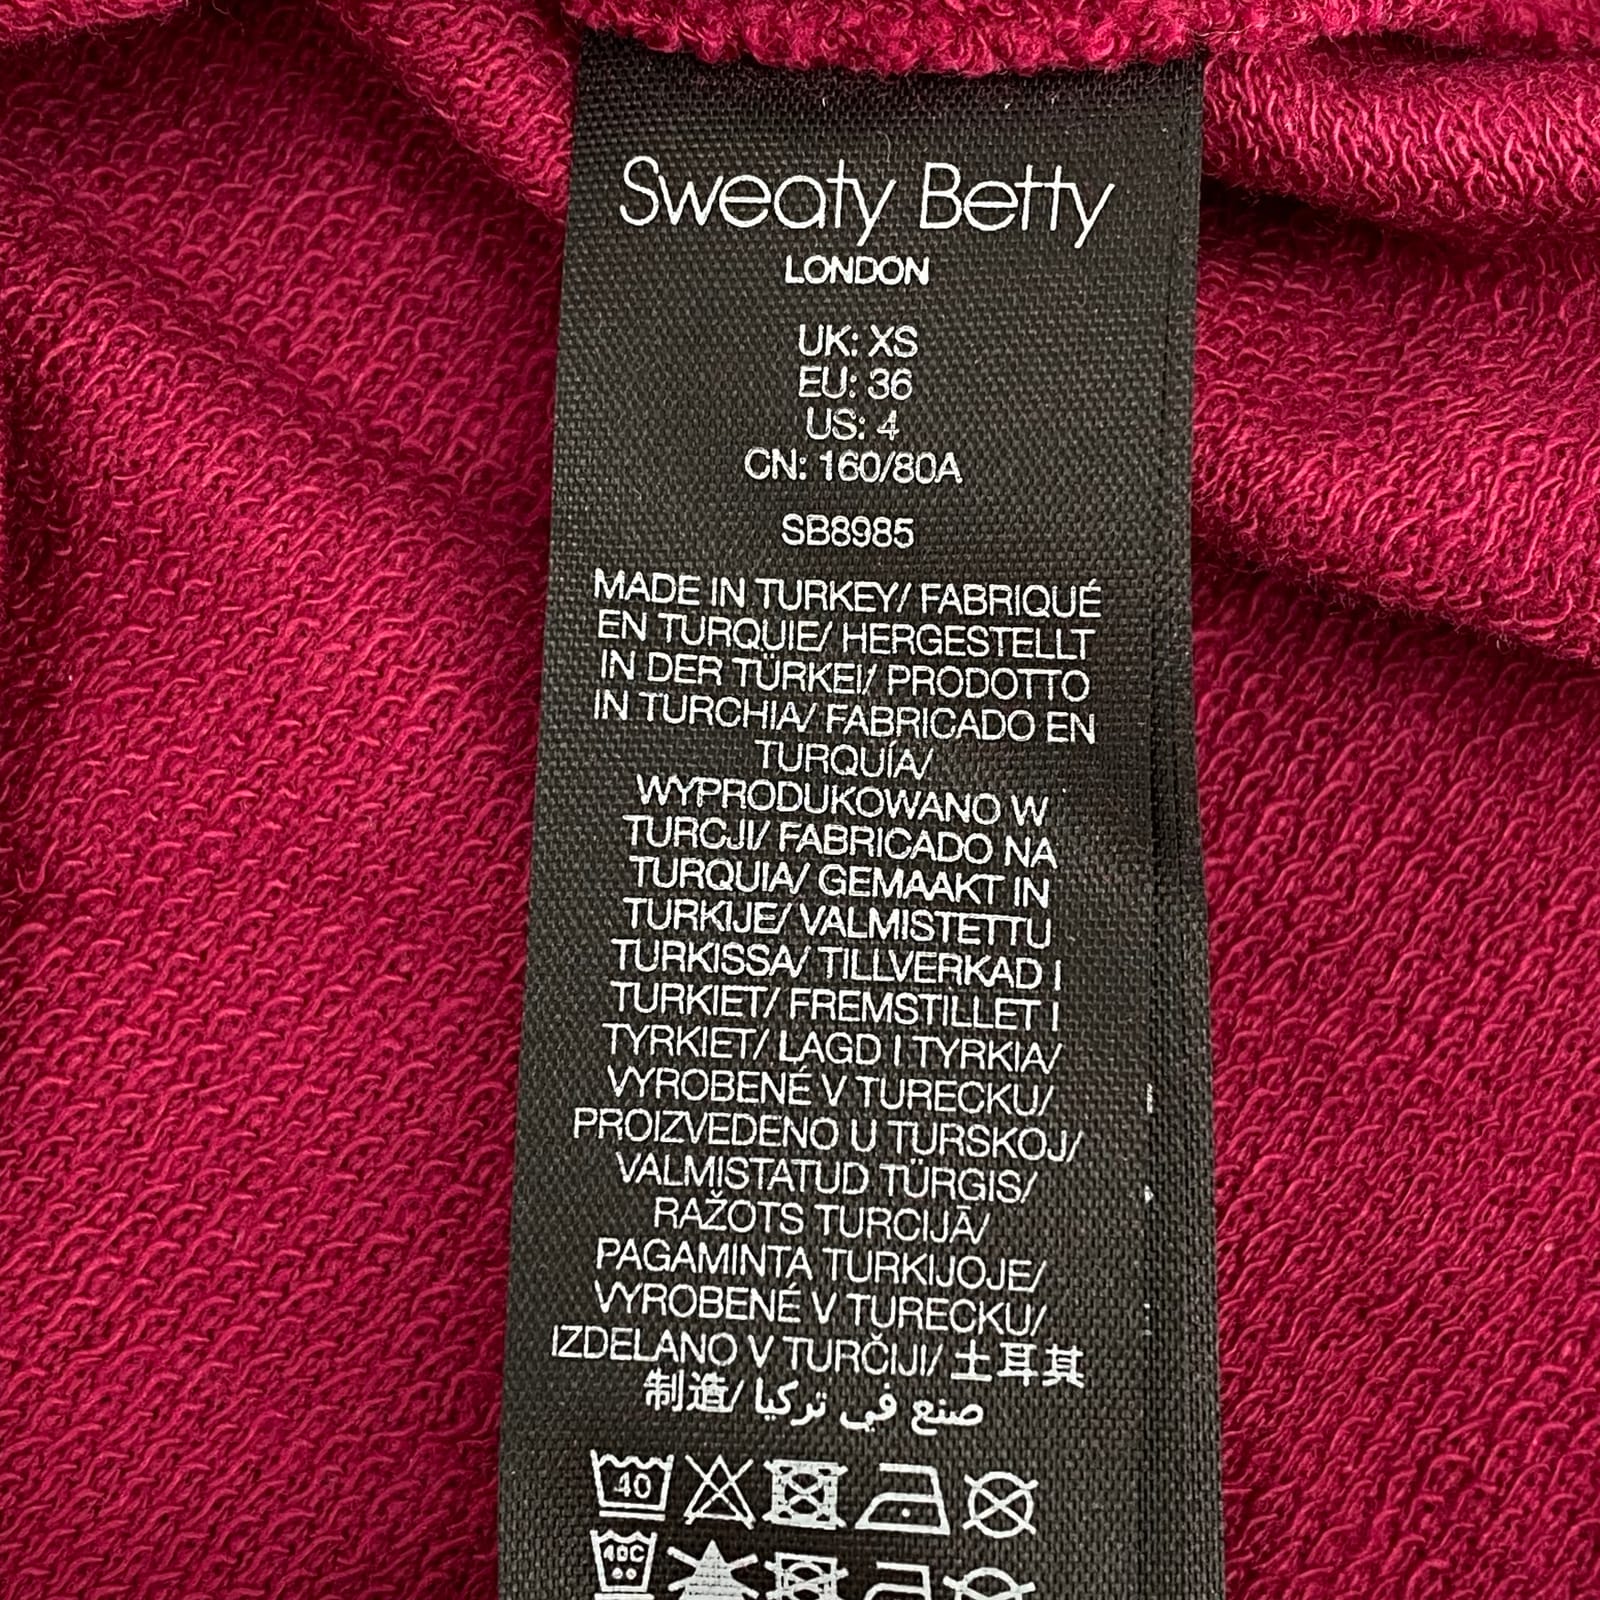 Sweaty Betty
LONDON
UK: XS
EU: 36
US: 4
CN: 160/80A
SB8985
MADE IN TURKEY/ FABRIQUÉ
EN TURQUIE/ HERGESTELLT
IN DER TÜRKEI/ PRODOTTO
IN TURCHIA/ FABRICADO EN
TURQUÍA/
WYPRODUKOWANO W
TURCJI/ FABRICADO NA
TURQUIA/ GEMAAKT IN
TURKIJE/ VALMISTETTU
TURKISSA/ TILLVERKAD I
TURKIET/ FREMSTILLET I
TYRKIET/ LAGD I TYRKIA/
VYROBENÉ V TURECKU/
PROIZVEDENO U TURSKOJ/
VALMISTATUD TÜRGIS/
RAŽOTS TURCIJĀ/
PAGAMINTA TURKIJOJE/
VYROBENÉ V TURECKU/
IZDELANO V TURČIJI/ 土耳其
制造/ صنع في تركيا
40
40C